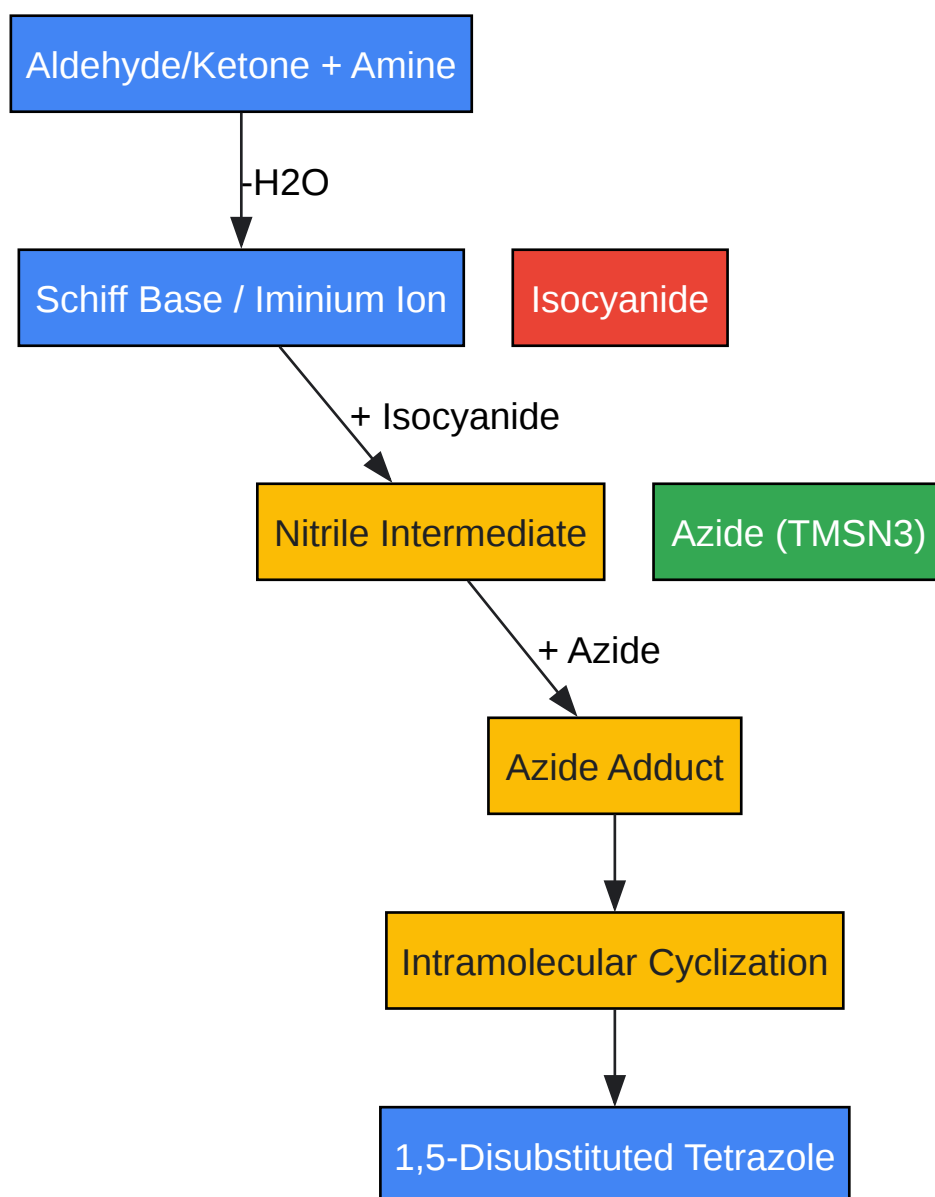 Aldehyde/Ketone + Amine
-H2O
Schiff Base / Iminium Ion
Isocyanide
+ Isocyanide
Nitrile Intermediate
Azide (TMSN3)
+ Azide
Azide Adduct
Intramolecular Cyclization
1,5-Disubstituted Tetrazole